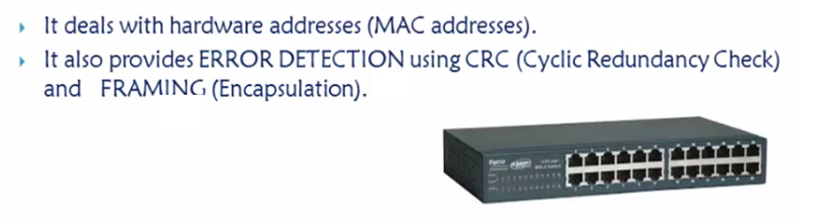 It deals with hardware addresses (MAC addresses).
It also provides ERROR DETECTION using CRC (Cyclic Redundancy Check)
and FRAMING (Encapsulation).